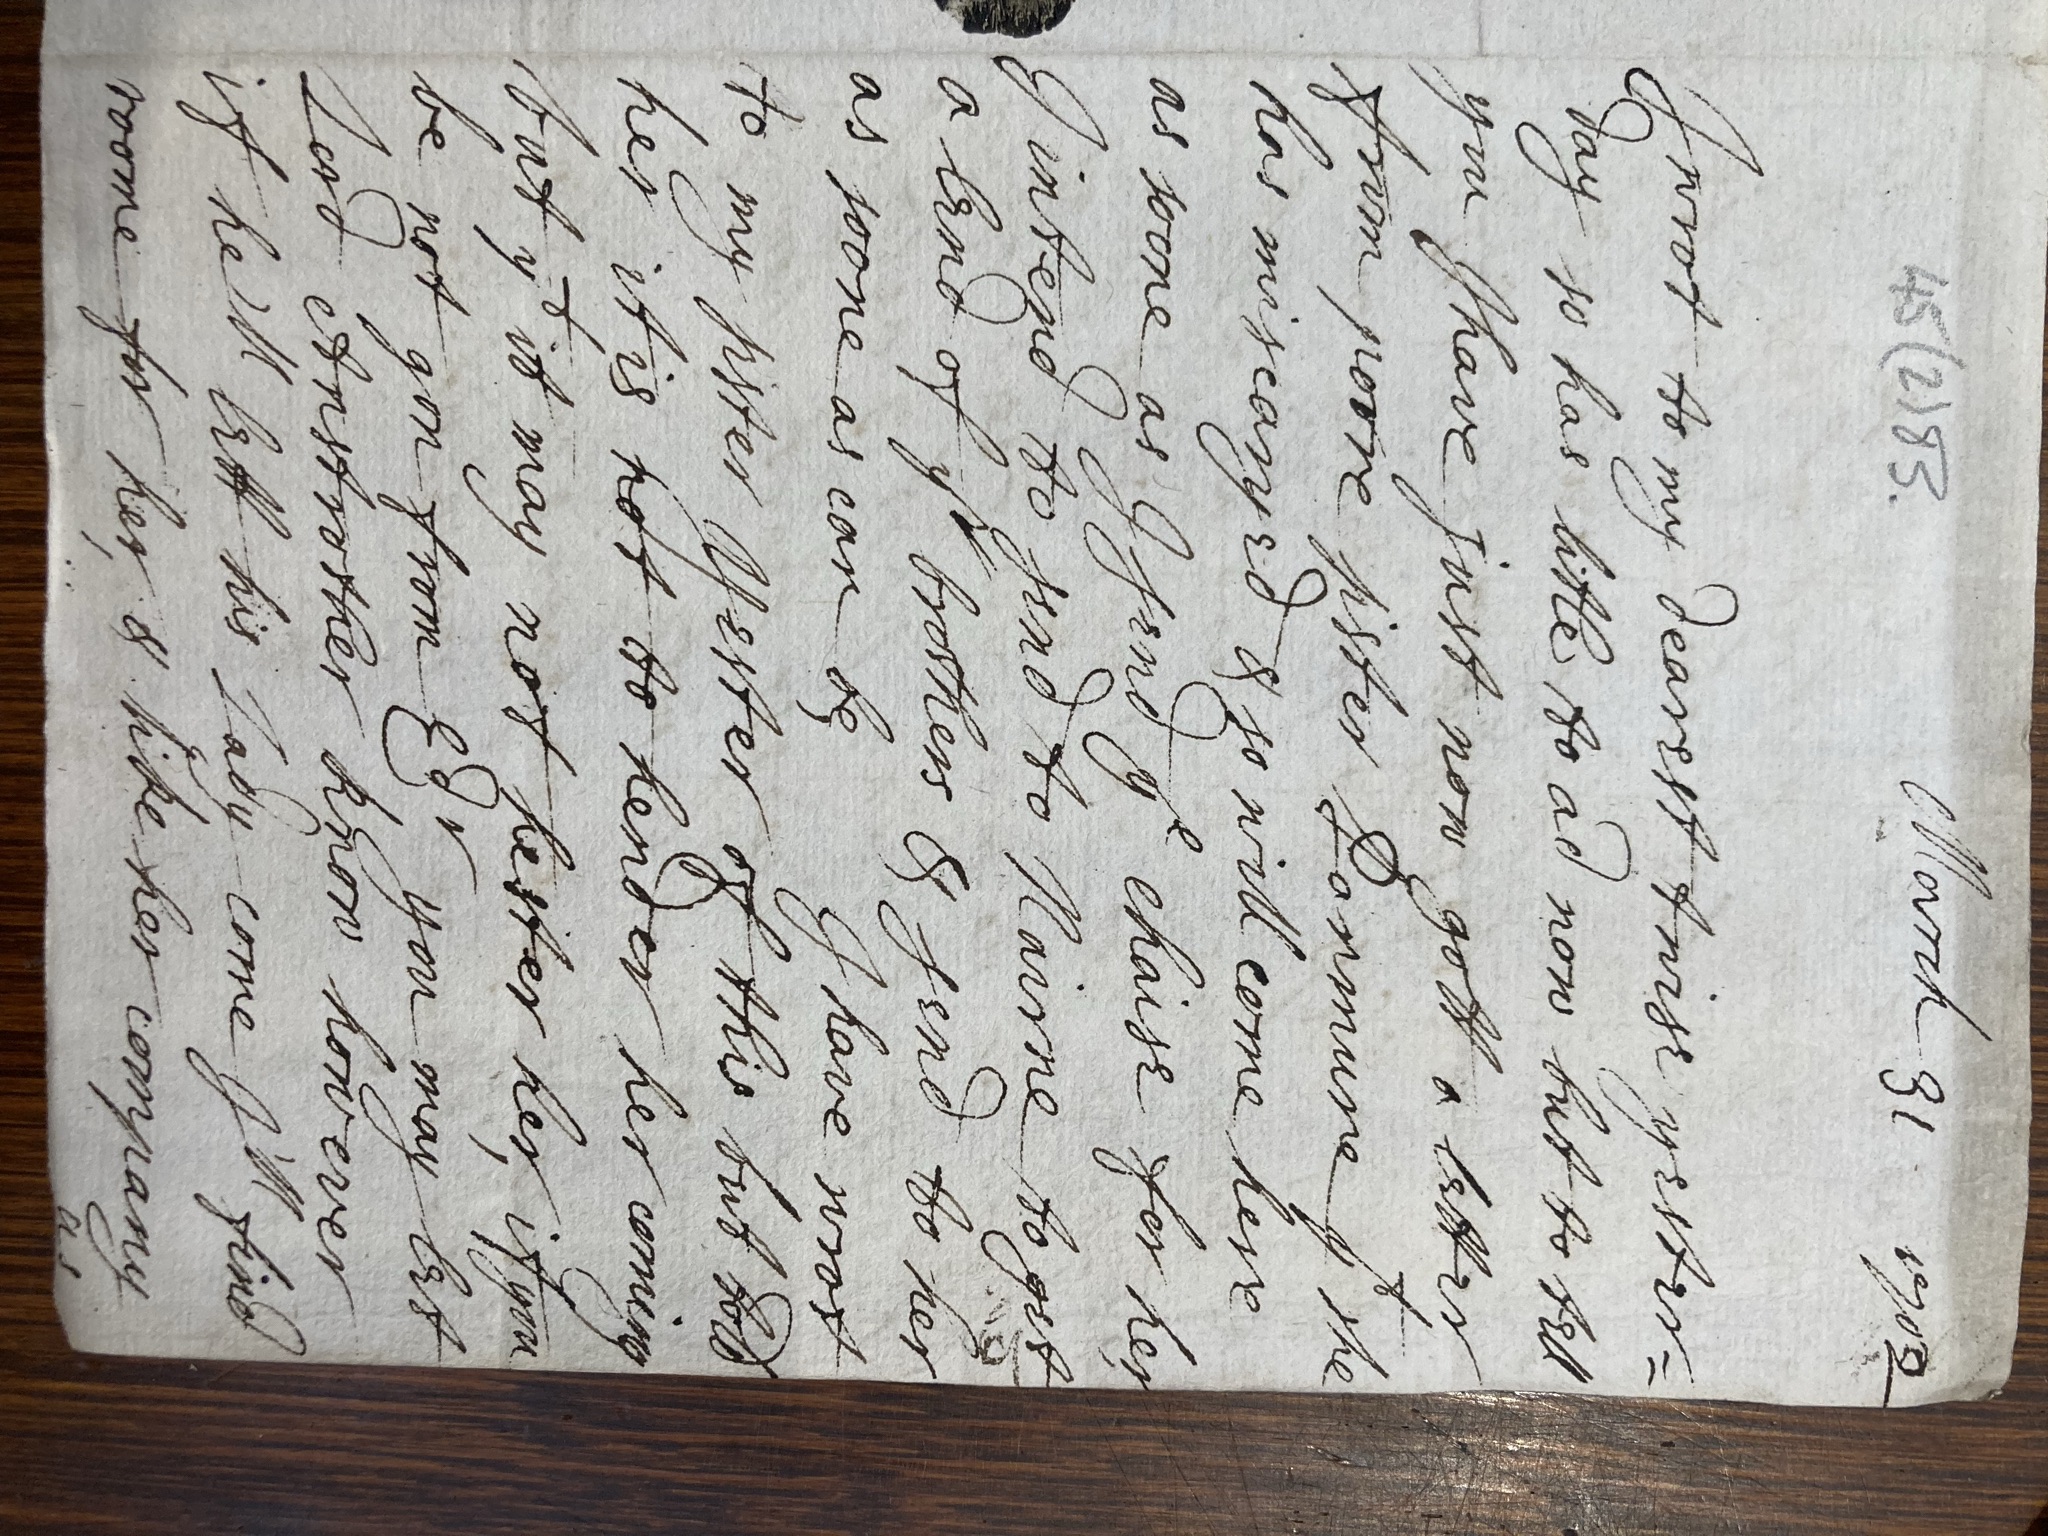 45(2)83.
March 31 1702
I wrot to my dearest twise yester=
day so has litle to ad now but to tell
you I have just now gott a letter
from poore sister Panmure yt she
has miscaryed & so will come here
as soone as I send ye chaise for her,
I intend to send to Nairne to get
a lend of yr brothers & send to her
as soone as can be, I have wrot
to my sister Yester of this but told
her it is not to hender her coming
but yt it may not hester her, if you
be not gon from Edr you may let
Lord Anstrother know however
if he'll lett his Lady come I'll find
roome for her, & like her company
as